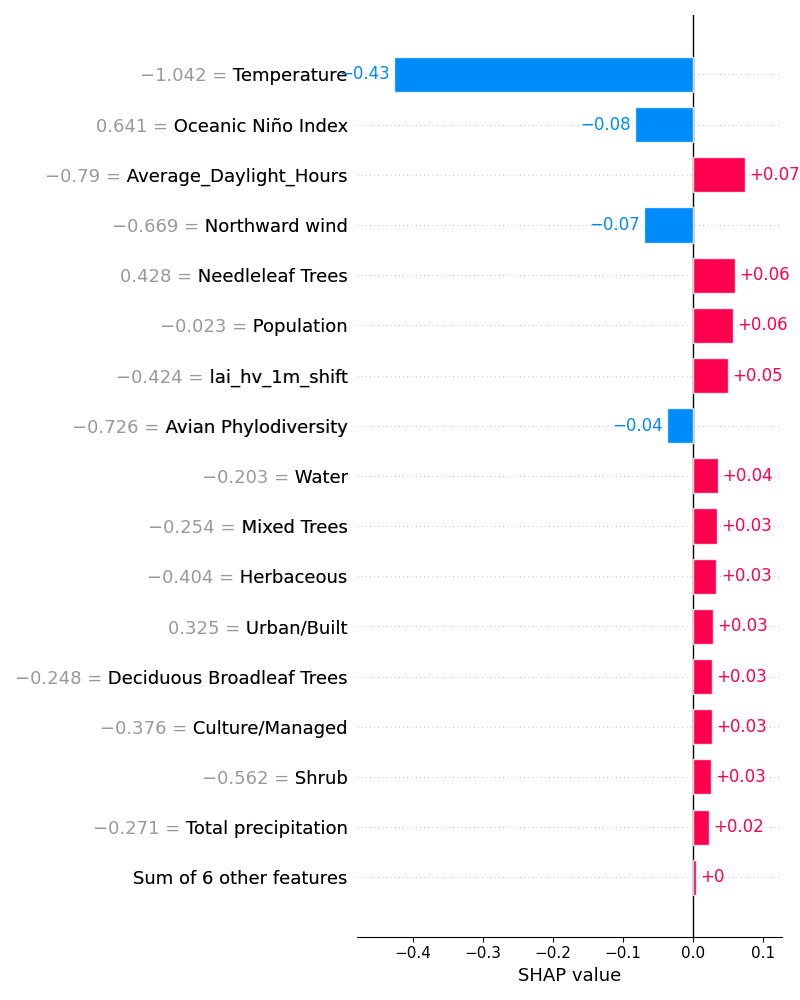 −1.042 = Temperature −0.43
0.641 = Oceanic Niño Index −0.08
−0.79 = Average_Daylight_Hours +0.07
−0.669 = Northward wind −0.07
0.428 = Needleleaf Trees +0.06
−0.023 = Population +0.06
−0.424 = lai_hv_1m_shift +0.05
−0.726 = Avian Phylodiversity −0.04
−0.203 = Water +0.04
−0.254 = Mixed Trees +0.03
−0.404 = Herbaceous +0.03
0.325 = Urban/Built +0.03
−0.248 = Deciduous Broadleaf Trees +0.03
−0.376 = Culture/Managed +0.03
−0.562 = Shrub +0.03
−0.271 = Total precipitation +0.02
Sum of 6 other features +0
−0.4 −0.3 −0.2 −0.1 0.0 0.1
SHAP value